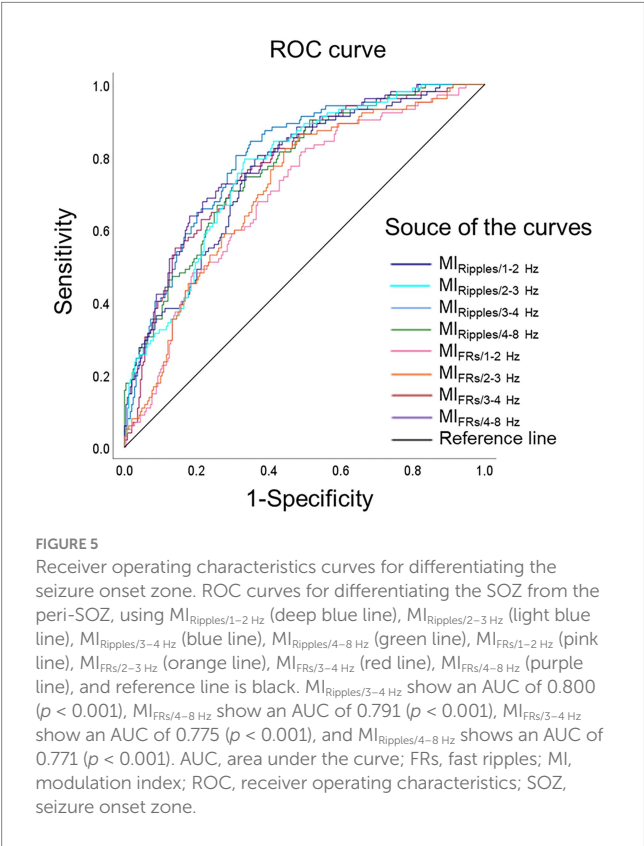 ROC curve
1.0
0.8
0.6
0.4
0.2
0.0
Sensitivity
0.0 0.2 0.4 0.6 0.8 1.0
1-Specificity
Souce of the curves
MIRipples/1-2 Hz
MIRipples/2-3 Hz
MIRipples/3-4 Hz
MIRipples/4-8 Hz
MIFRs/1-2 Hz
MIFRs/2-3 Hz
MIFRs/3-4 Hz
MIFRs/4-8 Hz
Reference line
FIGURE 5
Receiver operating characteristics curves for differentiating the
seizure onset zone. ROC curves for differentiating the SOZ from the
peri-SOZ, using MIRipples/1–2 Hz (deep blue line), MIRipples/2–3 Hz (light blue
line), MIRipples/3–4 Hz (blue line), MIRipples/4–8 Hz (green line), MIFRs/1–2 Hz (pink
line), MIFRs/2–3 Hz (orange line), MIFRs/3–4 Hz (red line), MIFRs/4–8 Hz (purple
line), and reference line is black. MIRipples/3–4 Hz show an AUC of 0.800
(p < 0.001), MIFRs/4–8 Hz show an AUC of 0.791 (p < 0.001), MIFRs/3–4 Hz
show an AUC of 0.775 (p < 0.001), and MIRipples/4–8 Hz shows an AUC of
0.771 (p < 0.001). AUC, area under the curve; FRs, fast ripples; MI,
modulation index; ROC, receiver operating characteristics; SOZ,
seizure onset zone.